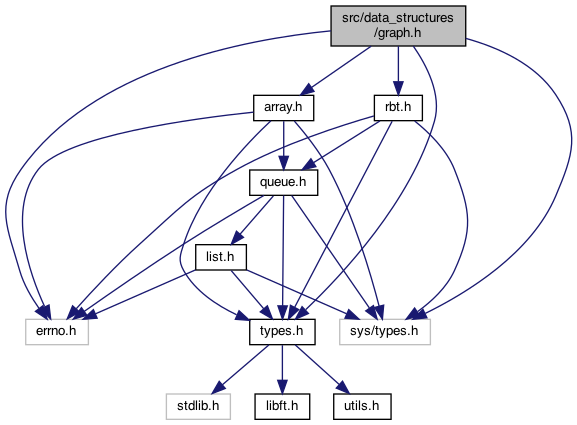 src/data_structures
/graph.h
array.h
rbt.h
queue.h
list.h
errno.h
types.h
sys/types.h
stdlib.h
libft.h
utils.h